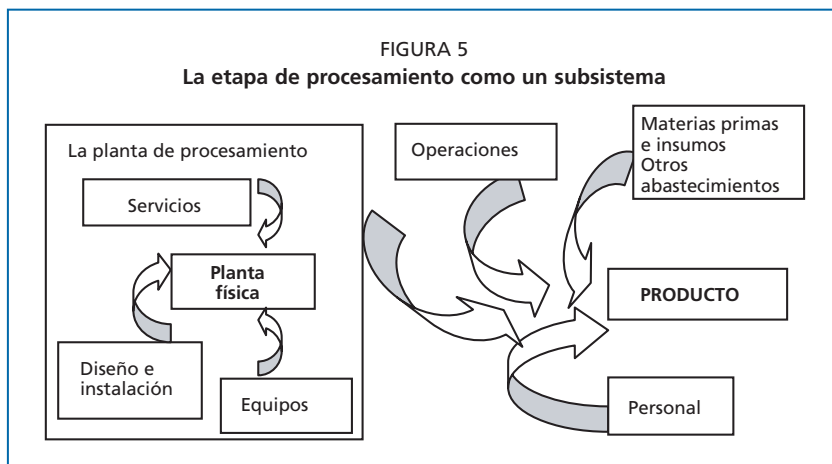 FIGURA 5
La etapa de procesamiento como un subsistema
La planta de procesamiento
Servicios
Planta
física
Diseño e
instalación
Equipos
Operaciones
Materias primas
e insumos
Otros
abastecimientos
PRODUCTO
Personal